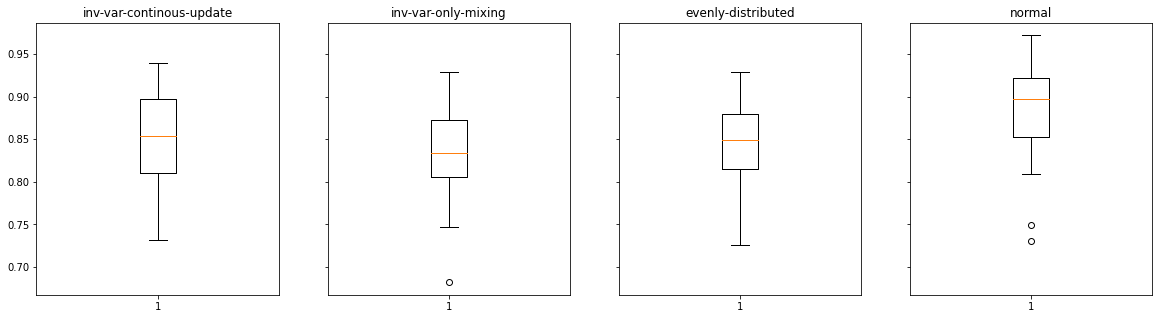 inv-var-continous-update
inv-var-only-mixing
evenly-distributed
normal
0.95
0.90
0.85
0.80
0.75
0.70
1
1
1
1